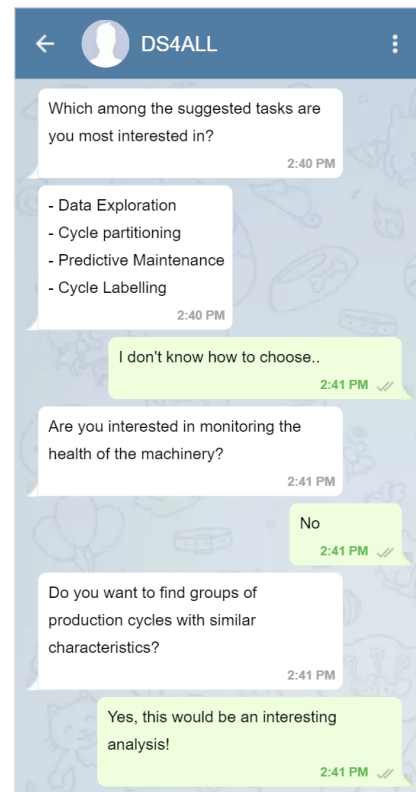 DS4ALL
Which among the suggested tasks are
you most interested in?
2:40 PM
- Data Exploration
- Cycle partitioning
- Predictive Maintenance
- Cycle Labelling
2:40 PM
I don't know how to choose..
2:41 PM
Are you interested in monitoring the
health of the machinery?
2:41 PM
No
2:41 PM
Do you want to find groups of
production cycles with similar
characteristics?
2:41 PM
Yes, this would be an interesting
analysis!
2:41 PM